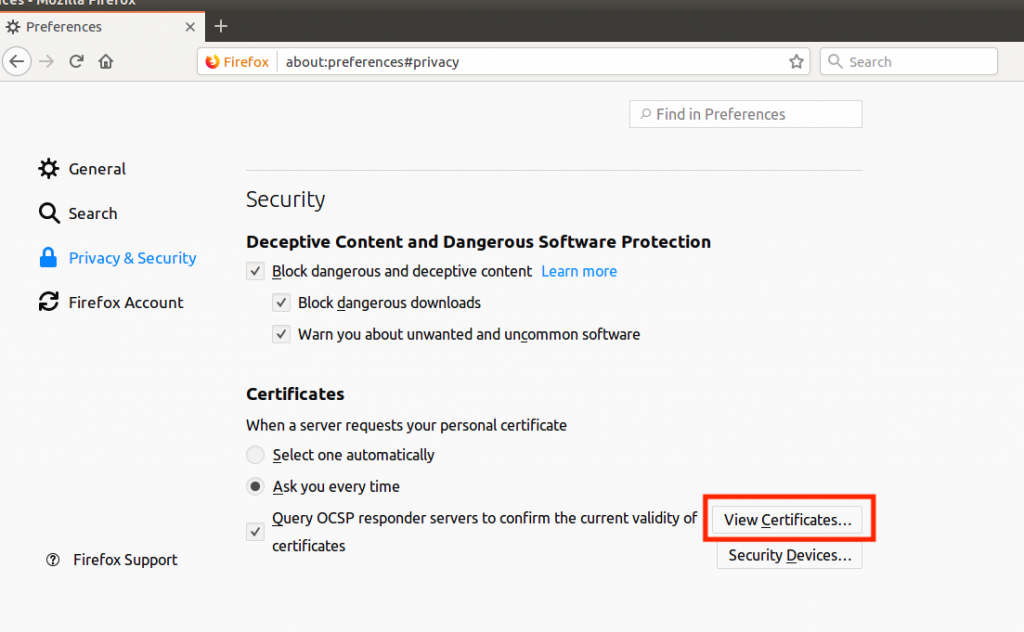 ces - Mozilla Firefox
Preferences
Firefox about:preferences#privacy
Search
Find in Preferences
General
Search
Privacy & Security
Firefox Account
Firefox Support
Security
Deceptive Content and Dangerous Software Protection
Block dangerous and deceptive content Learn more
Block dangerous downloads
Warn you about unwanted and uncommon software
Certificates
When a server requests your personal certificate
Select one automatically
Ask you every time
Query OCSP responder servers to confirm the current validity of
certificates
View Certificates...
Security Devices...